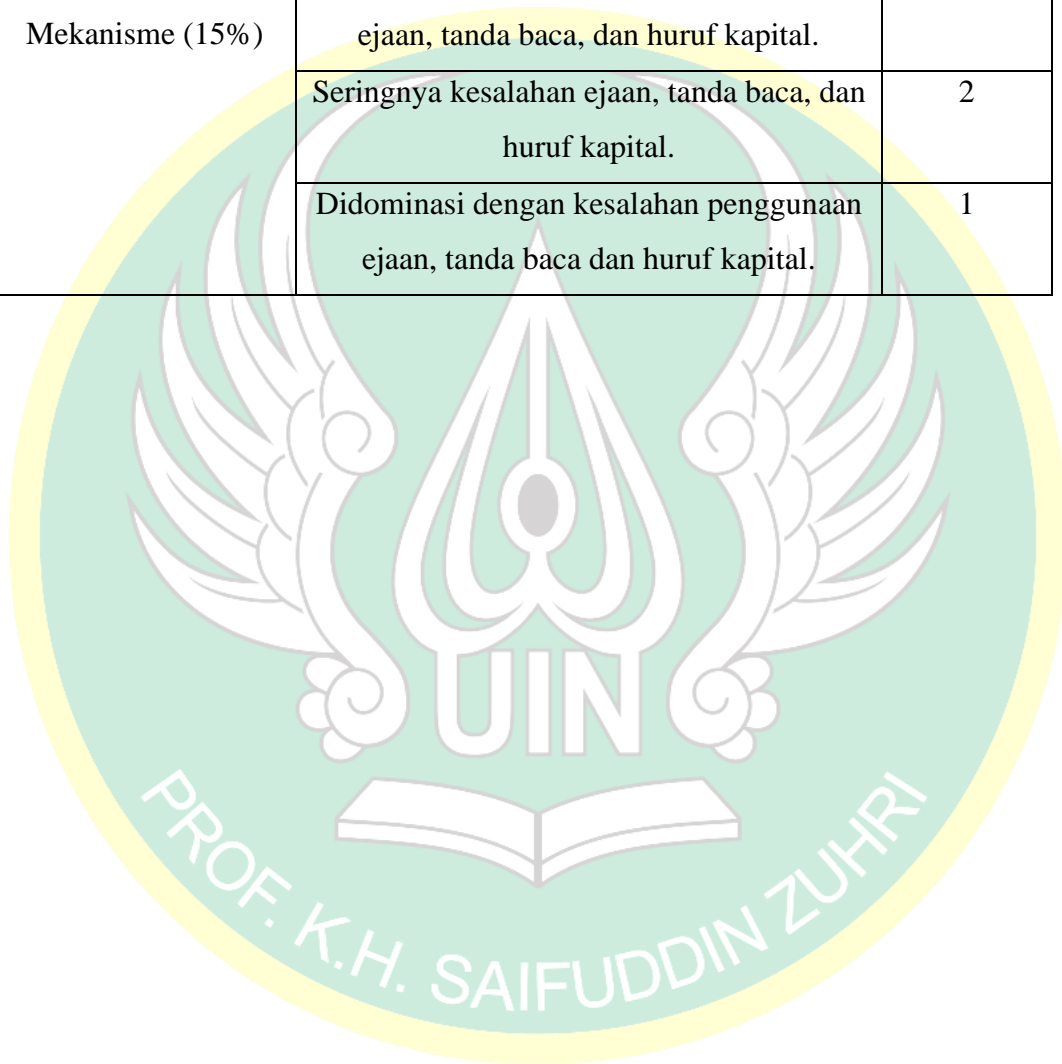 Mekanisme (15%) ejaan, tanda baca, dan huruf kapital.
Seringnya kesalahan ejaan, tanda baca, dan 2
huruf kapital.
Didominasi dengan kesalahan penggunaan 1
ejaan, tanda baca dan huruf kapital.
UIN
PROF. K.H. SAIFUDDIN ZUHRI